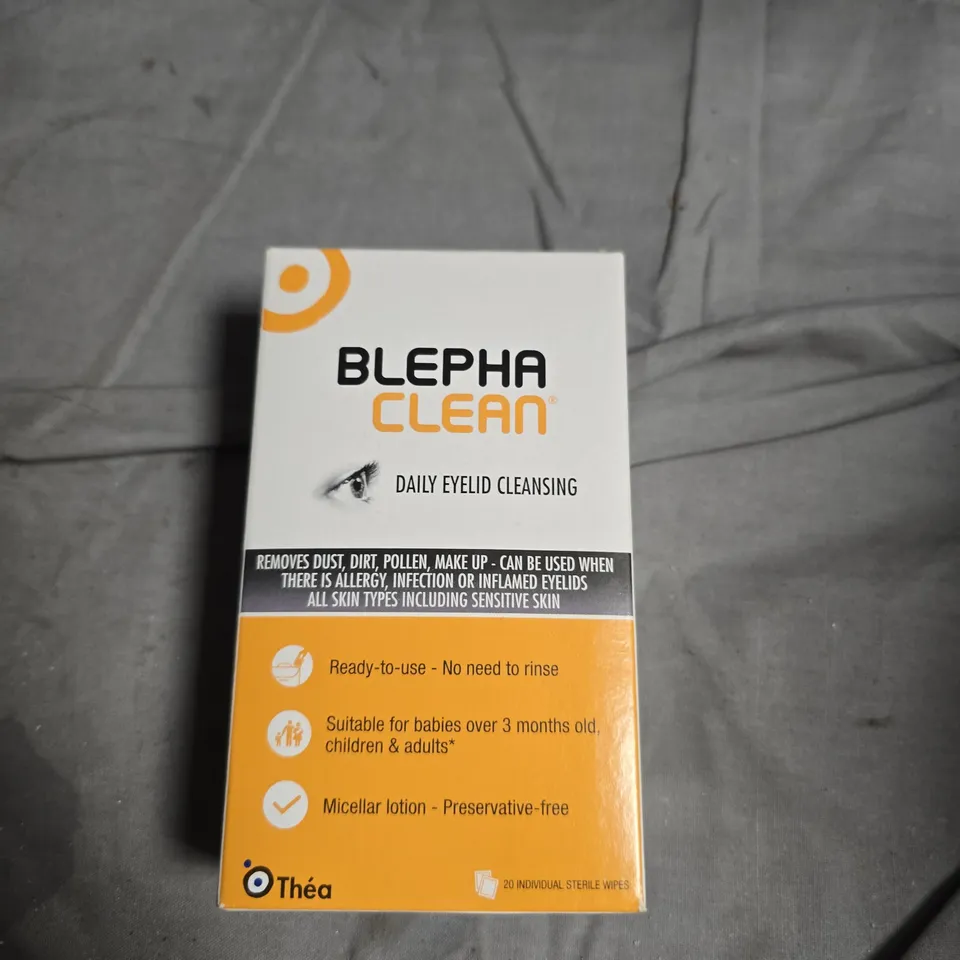 BLEPHA
CLEAN®
DAILY EYELID CLEANSING
REMOVES DUST, DIRT, POLLEN, MAKE UP - CAN BE USED WHEN
THERE IS ALLERGY, INFECTION OR INFLAMED EYELIDS
ALL SKIN TYPES INCLUDING SENSITIVE SKIN
Ready-to-use - No need to rinse
Suitable for babies over 3 months old,
children & adults*
Micellar lotion - Preservative-free
Théa
20 INDIVIDUAL STERILE WIPES